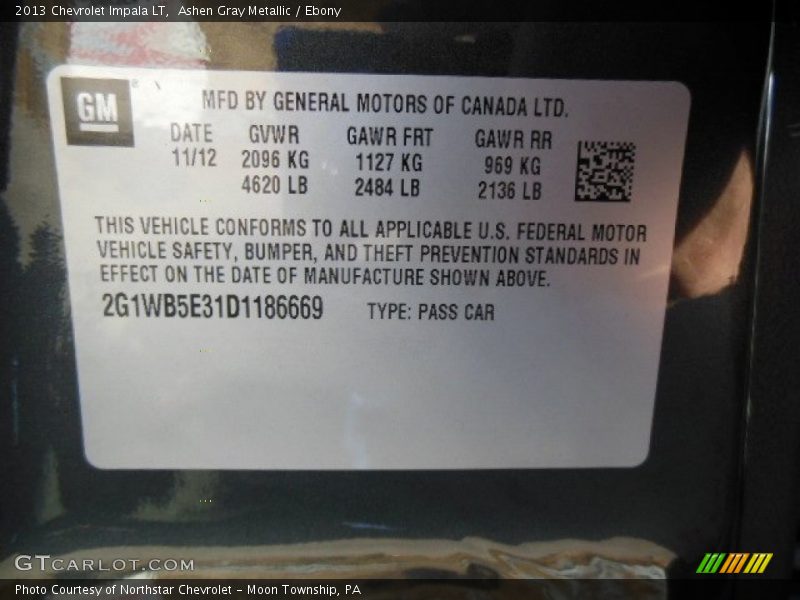 2013 Chevrolet Impala LT, Ashen Gray Metallic / Ebony
GM
MFD BY GENERAL MOTORS OF CANADA LTD.
DATE GVWR GAWR FRT GAWR RR
11/12 2096 KG 1127 KG 969 KG
4620 LB 2484 LB 2136 LB
THIS VEHICLE CONFORMS TO ALL APPLICABLE U.S. FEDERAL MOTOR
VEHICLE SAFETY, BUMPER, AND THEFT PREVENTION STANDARDS IN
EFFECT ON THE DATE OF MANUFACTURE SHOWN ABOVE.
2G1WB5E31D1186669 TYPE: PASS CAR
GTCARLOT.COM
Photo Courtesy of Northstar Chevrolet - Moon Township, PA